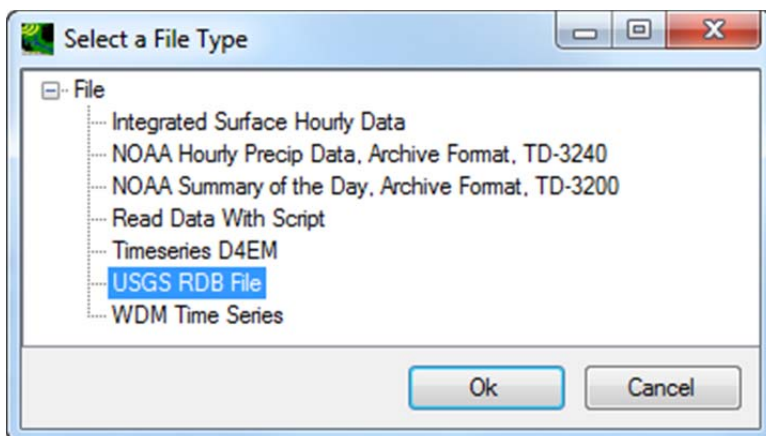 Select a File Type
File
Integrated Surface Hourly Data
NOAA Hourly Precip Data, Archive Format, TD-3240
NOAA Summary of the Day, Archive Format, TD-3200
Read Data With Script
Timeseries D4EM
USGS RDB File
WDM Time Series
Ok Cancel